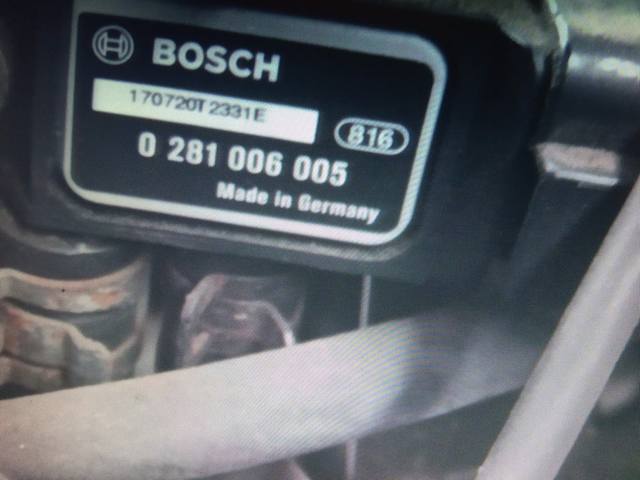 BOSCH
170720T2331E
816
0 281 006 005
Made in Germany